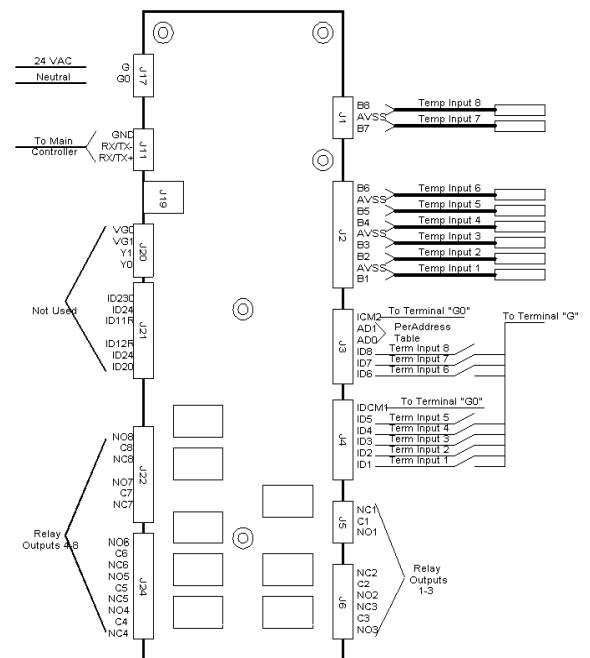 24 VAC
Neutral
G
G0
J17
To Main
Controller
GND
RX/TX-
RX/TX+
J11
J19
VG0
VG1
Y1
Y0
J20
Not Used
ID230
ID24
ID11R
ID12R
ID24
ID20
J21
NO8
C8
NC8
NO7
C7
NC7
J22
Relay
Outputs 4-8
NO6
C6
NC6
NO5
C5
NC5
NO4
C4
NC4
J24
J1
B8
AVSS
B7
Temp Input 8
Temp Input 7
J2
B6
AVSS
B5
B4
AVSS
B3
B2
AVSS
B1
Temp Input 6
Temp Input 5
Temp Input 4
Temp Input 3
Temp Input 2
Temp Input 1
J3
ICM2
AD1
AD0
ID8
ID7
ID6
To Terminal "G0"
To Terminal "G"
PerAddress
Table
Term Input 8
Term Input 7
Term Input 6
J4
IDCM1
ID5
ID4
ID3
ID2
ID1
To Terminal "G0"
Term Input 5
Term Input 4
Term Input 3
Term Input 2
Term Input 1
J5
NC1
C1
NO1
J6
NC2
C2
NO2
NC3
C3
NO3
Relay
Outputs
1-3